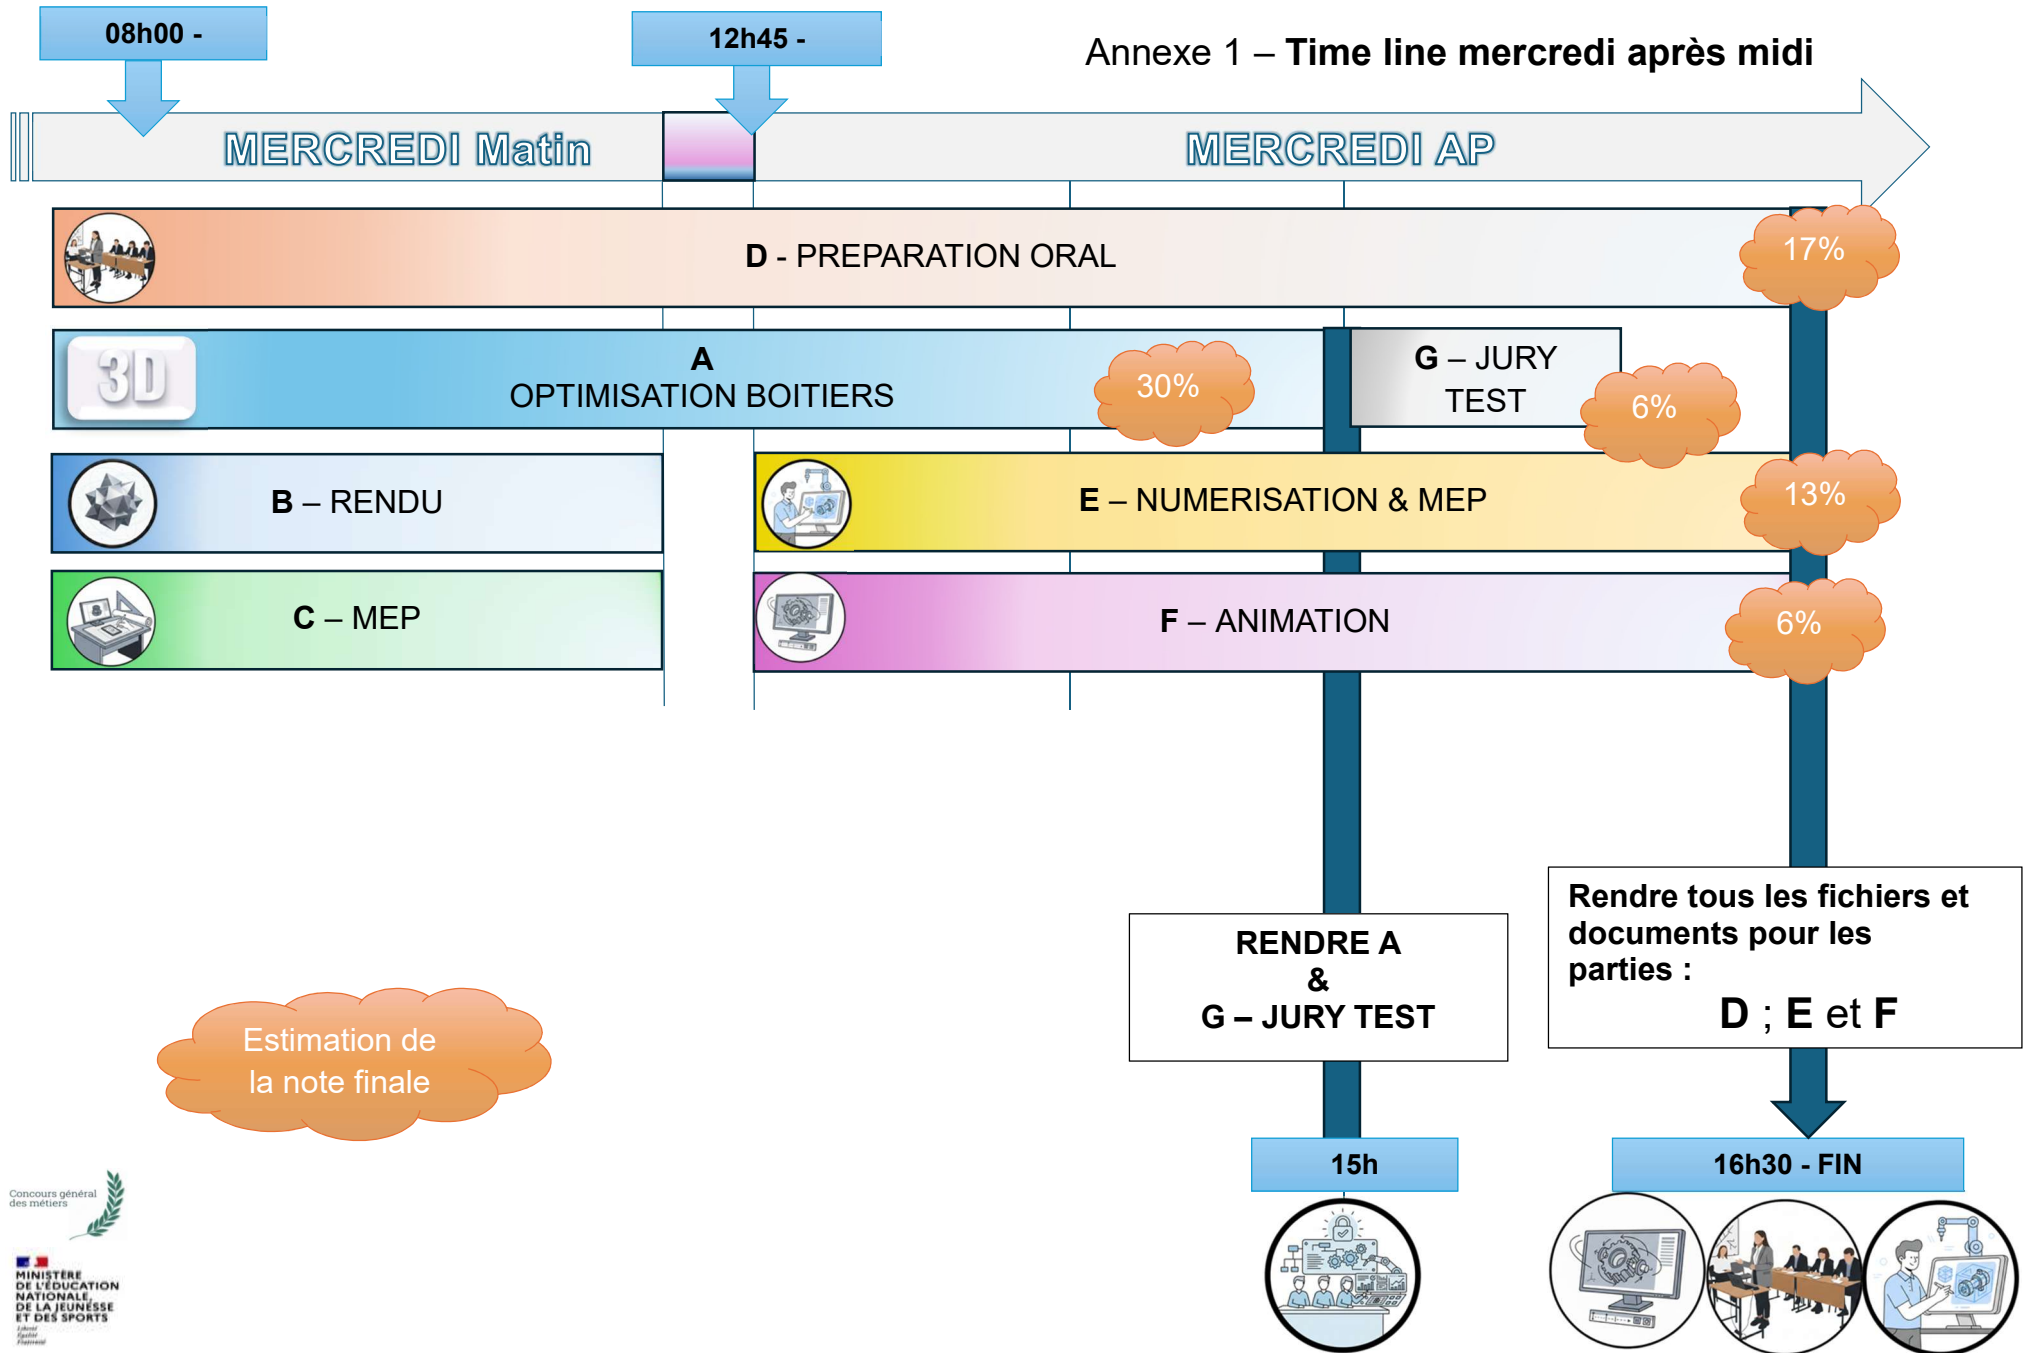 08h00 -
12h45 -
Annexe 1 – Time line mercredi après midi
MERCREDI Matin
MERCREDI AP
D - PREPARATION ORAL
17%
3D
A
OPTIMISATION BOITIERS
30%
G – JURY
TEST
6%
B – RENDU
E – NUMERISATION & MEP
13%
C – MEP
F – ANIMATION
6%
Rendre tous les fichiers et
documents pour les
parties :
D ; E et F
RENDRE A
&
G – JURY TEST
Estimation de
la note finale
15h
16h30 - FIN
Concours général
des métiers
MINISTÈRE
DE L'ÉDUCATION
NATIONALE,
DE LA JEUNESSE
ET DES SPORTS
Liberté
Égalité
Fraternité